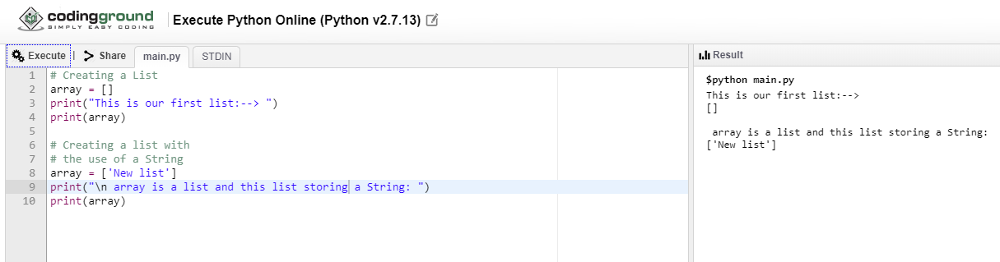 codingground
SIMPLY EASY CODING
Execute Python Online (Python v2.7.13)
Execute | Share main.py STDIN
1 # Creating a List
2 array = []
3 print("This is our first list:--> ")
4 print(array)
5
6 # Creating a list with
7 # the use of a String
8 array = ['New list']
9 print("\n array is a list and this list storing a String: ")
10 print(array)
Result
$python main.py
This is our first list:-->
[]
array is a list and this list storing a String:
['New list']